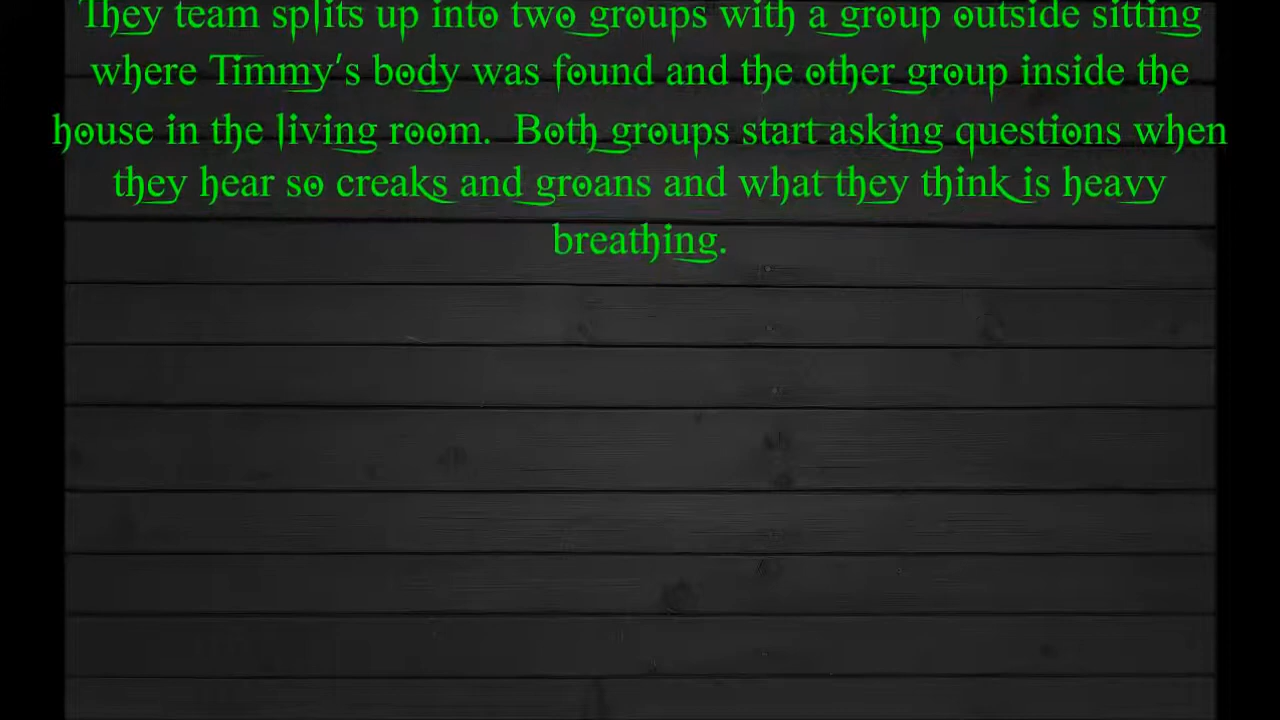 They team splits up into two groups with a group outside sitting
where Timmy's body was found and the other group inside the
house in the living room.  Both groups start asking questions when
they hear so creaks and groans and what they think is heavy
breathing.